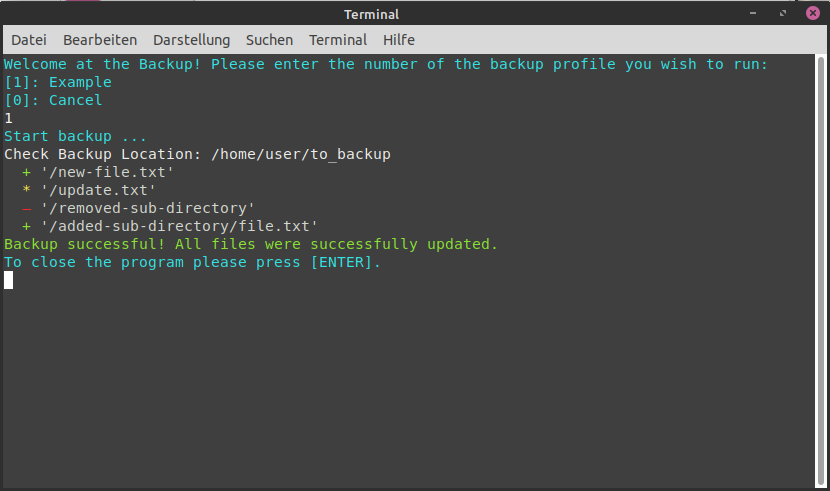 Terminal
Datei Bearbeiten Darstellung Suchen Terminal Hilfe
Welcome at the Backup! Please enter the number of the backup profile you wish to run:
[1]: Example
[0]: Cancel
1
Start backup ...
Check Backup Location: /home/user/to_backup
+ '/new-file.txt'
* '/update.txt'
- '/removed-sub-directory'
+ '/added-sub-directory/file.txt'
Backup successful! All files were successfully updated.
To close the program please press [ENTER].